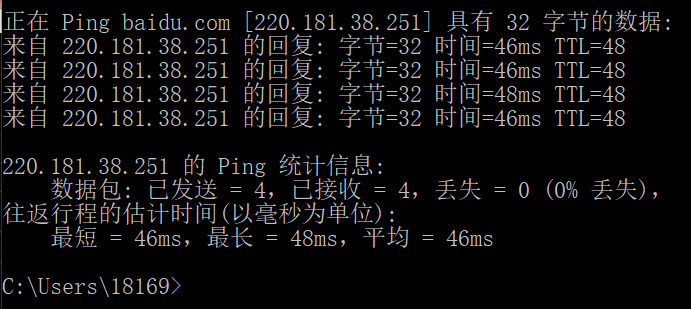 正在 Ping baidu.com [220.181.38.251] 具有 32 字节的数据:
来自 220.181.38.251 的回复: 字节=32 时间=46ms TTL=48
来自 220.181.38.251 的回复: 字节=32 时间=46ms TTL=48
来自 220.181.38.251 的回复: 字节=32 时间=48ms TTL=48
来自 220.181.38.251 的回复: 字节=32 时间=46ms TTL=48
220.181.38.251 的 Ping 统计信息:
数据包: 已发送 = 4，已接收 = 4，丢失 = 0 (0% 丢失)，
往返行程的估计时间(以毫秒为单位):
最短 = 46ms，最长 = 48ms，平均 = 46ms
C:\Users\18169>